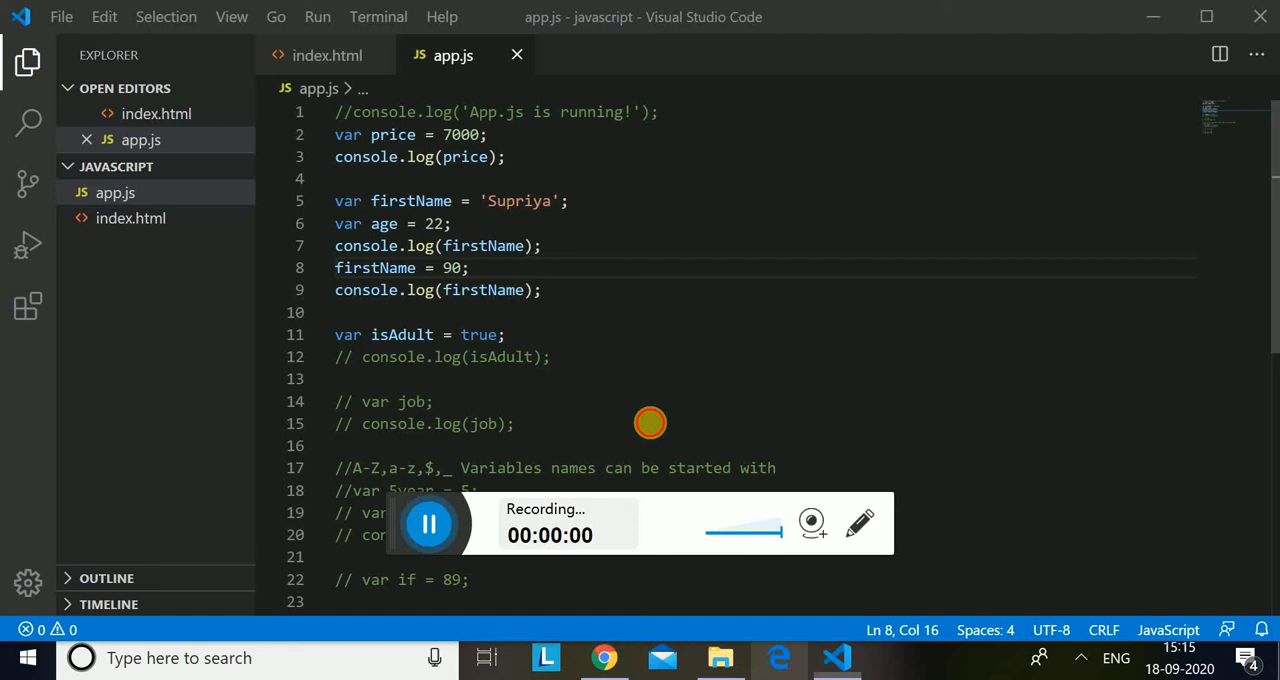 File Edit Selection View Go Run Terminal Help app.js - javascript - Visual Studio Code
EXPLORER
index.html
JS app.js
OPEN EDITORS
index.html
JS app.js
JAVASCRIPT
JS app.js
index.html
OUTLINE
TIMELINE
JS app.js > ...
1 //console.log('App.js is running!');
2 var price = 7000;
3 console.log(price);
4
5 var firstName = 'Supriya';
6 var age = 22;
7 console.log(firstName);
8 firstName = 90;
9 console.log(firstName);
10
11 var isAdult = true;
12 // console.log(isAdult);
13
14 // var job;
15 // console.log(job);
16
17 //A-Z,a-z,$,_ Variables names can be started with
18 //var 5year = 5;
19 // var
20 // con
21
22 // var if = 89;
23
Recording...
00:00:00
0 0 Ln 8, Col 16 Spaces: 4 UTF-8 CRLF JavaScript
Type here to search
L
ENG
15:15
18-09-2020
4